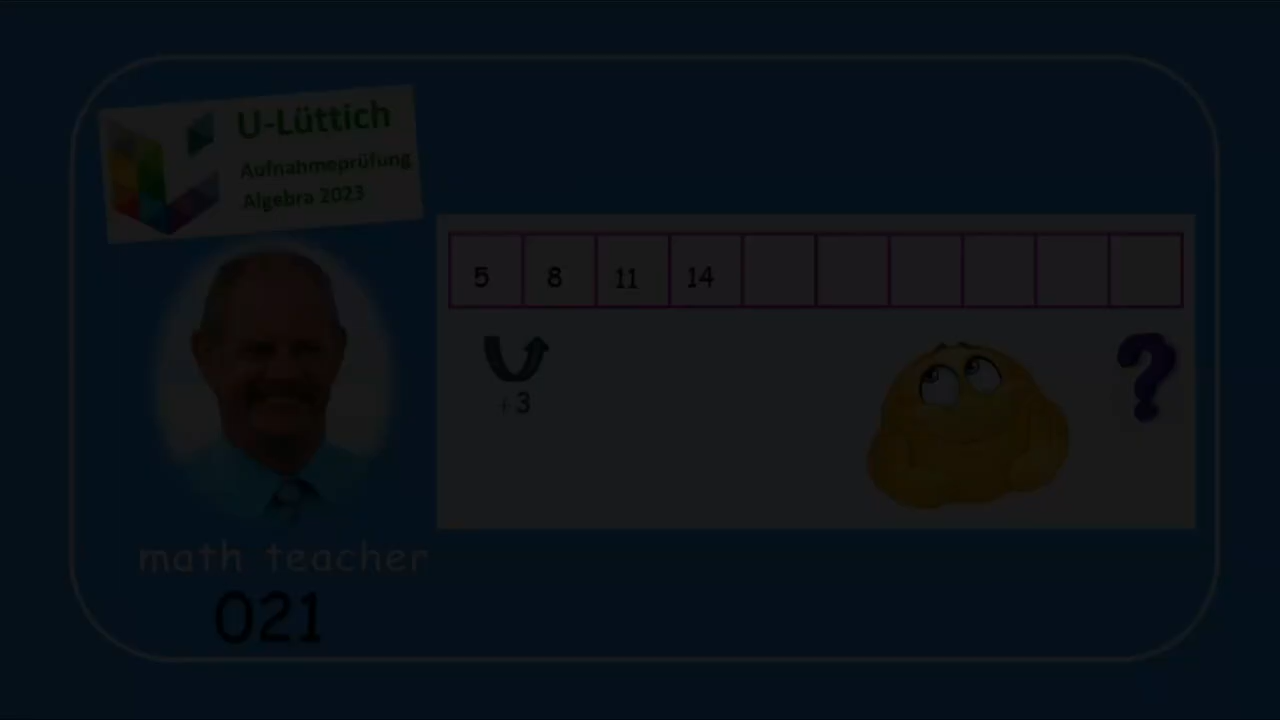 U-Lüttich
Aufnahmeprüfung
Algebra 2023
5 8 11 14
+3
?
math teacher
021